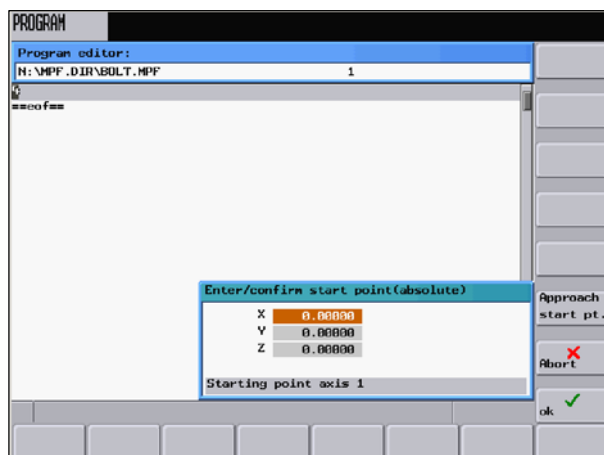 PROGRAM
Program editor:
N:\MPF.DIR\BOLT.MPF 1
==eof==
Enter/confirm start point(absolute)
X 0.00000
Y 0.00000
Z 0.00000
Starting point axis 1
Approach
start pt.
Abort
ok